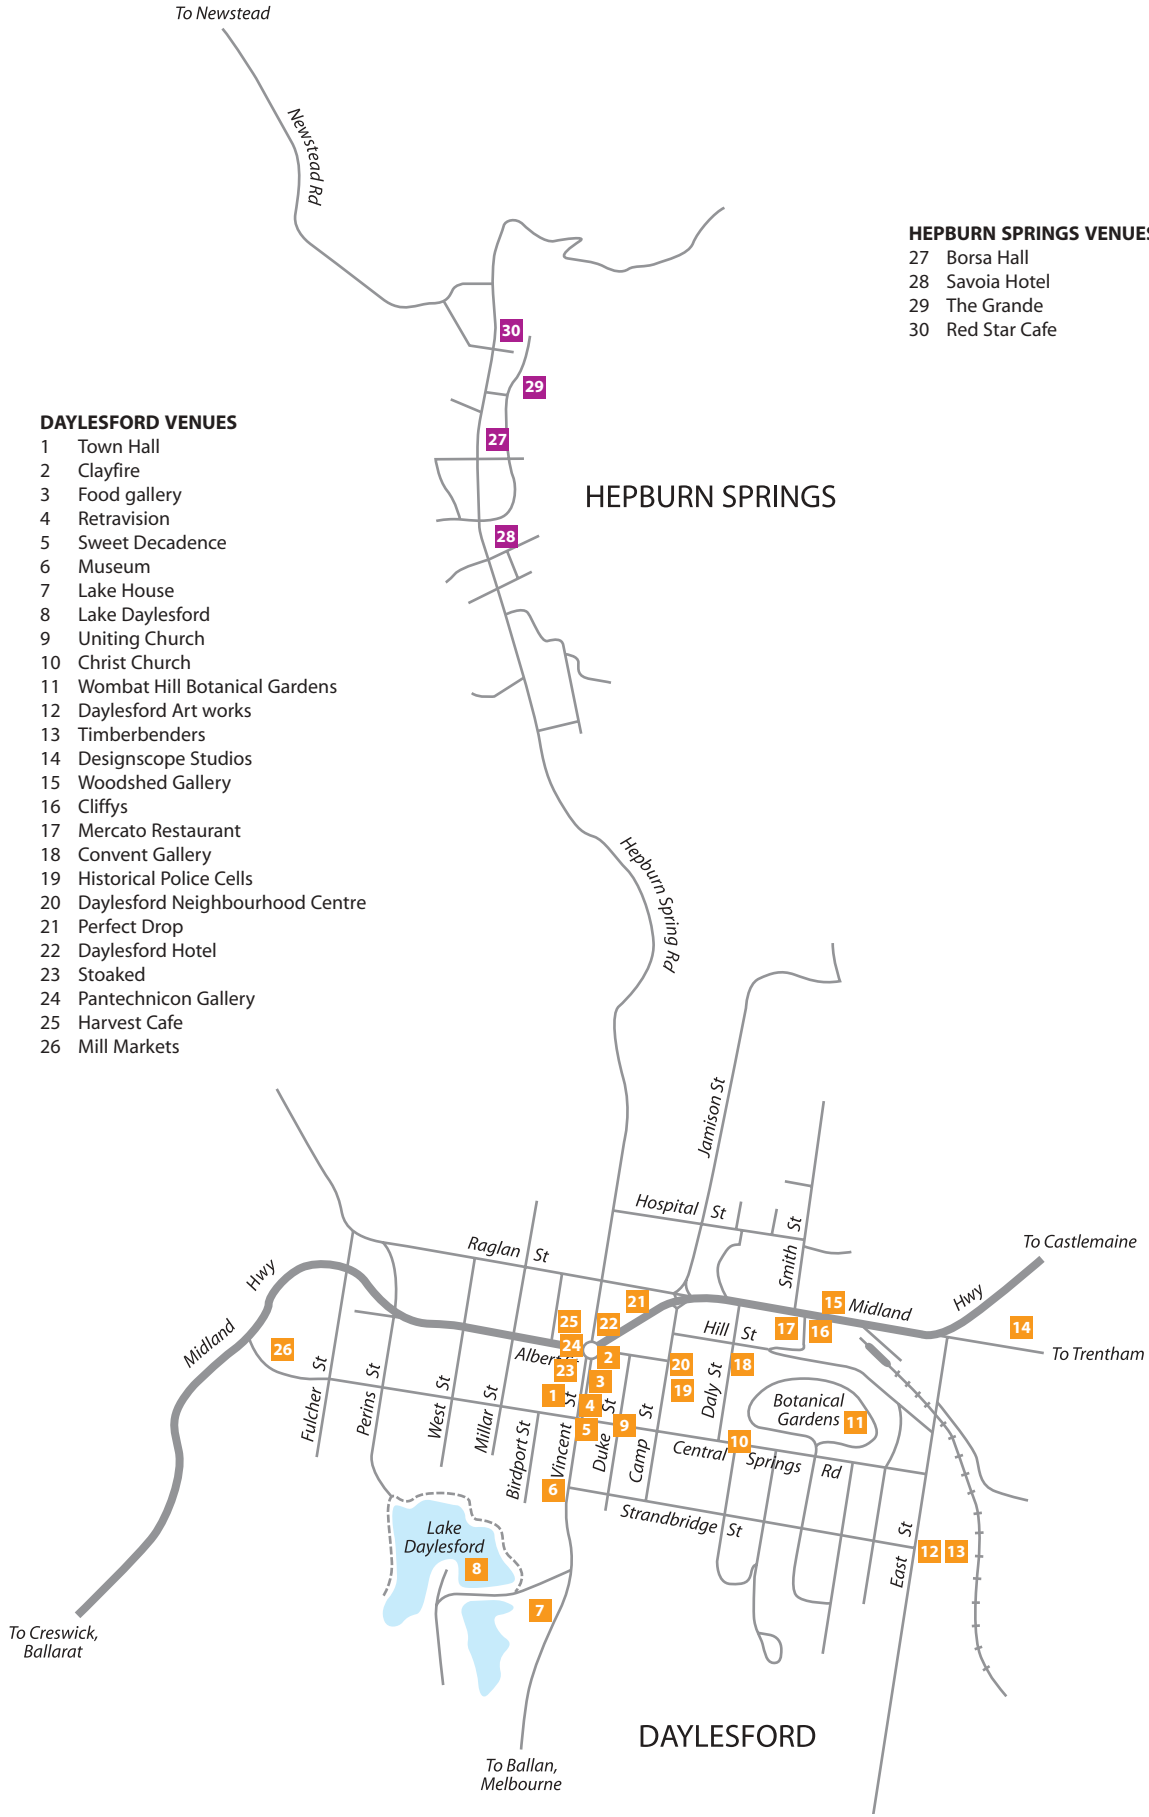 To Newstead
Newstead Rd
HEPBURN SPRINGS VENUES
27 Borsa Hall
28 Savoia Hotel
29 The Grande
30 Red Star Cafe
30
29
27
28
HEPBURN SPRINGS
DAYLESFORD VENUES
1 Town Hall
2 Clayfire
3 Food gallery
4 Retravision
5 Sweet Decadence
6 Museum
7 Lake House
8 Lake Daylesford
9 Uniting Church
10 Christ Church
11 Wombat Hill Botanical Gardens
12 Daylesford Art works
13 Timberbenders
14 Designscope Studios
15 Woodshed Gallery
16 Cliffys
17 Mercato Restaurant
18 Convent Gallery
19 Historical Police Cells
20 Daylesford Neighbourhood Centre
21 Perfect Drop
22 Daylesford Hotel
23 Stoaked
24 Pantechnicon Gallery
25 Harvest Cafe
26 Mill Markets
Hepburn Spring Rd
Jamison St
Hospital St
Raglan St
Smith St
To Castlemaine
Midland Hwy
Midland Hwy
To Trentham
21
15
25
22
17
16
14
24
26
Hill St
Albert St
2
23
20
18
3
19
1
4
Botanical
Gardens
11
5
9
10
Fulcher St
Perins St
West St
Millar St
Birdport St
Vincent St
Duke St
Camp St
Daly St
Central Springs Rd
6
Strandbridge St
East St
12
13
Lake
Daylesford
8
7
To Creswick,
Ballarat
DAYLESFORD
To Ballan,
Melbourne